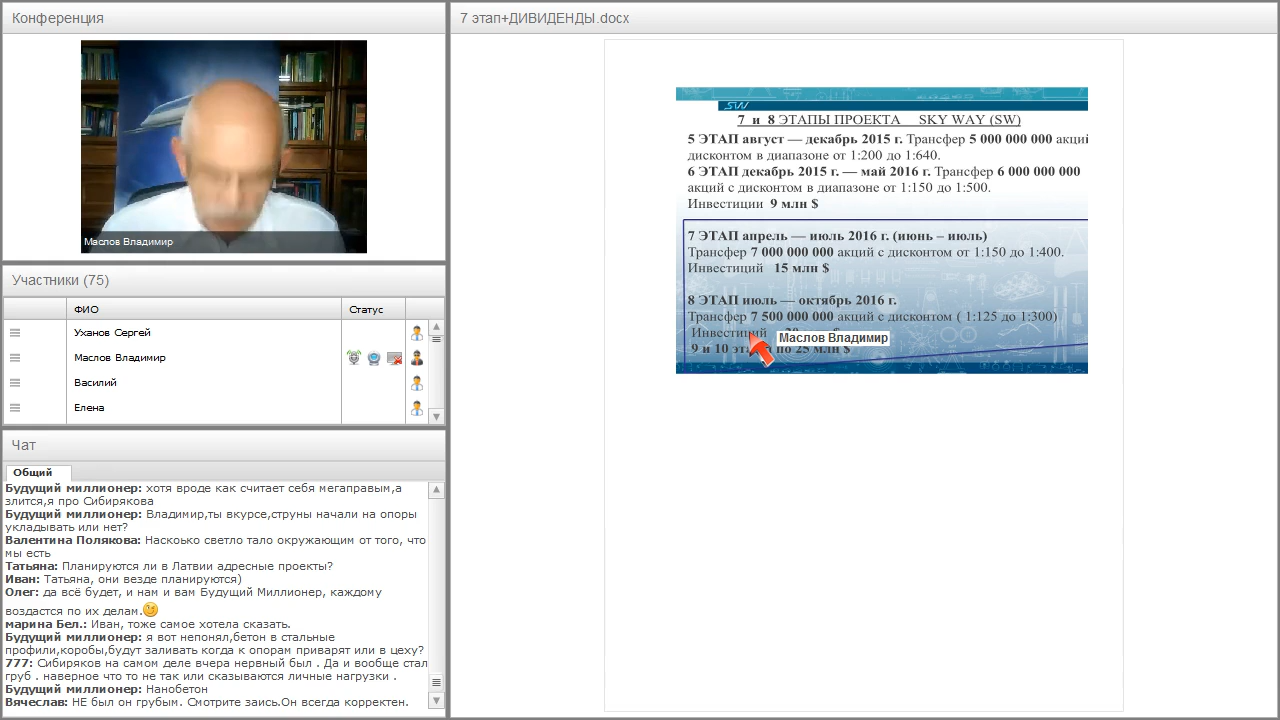 Конференция
Маслов Владимир
Участники (75)
ФИО
Статус
Уханов Сергей
Маслов Владимир
Василий
Елена
Чат
Общий
Будущий миллионер: хотя вроде как считает себя мегаправым,а
злится,я про Сибирякова
Будущий миллионер: Владимир,ты вкурсе,струны начали на опоры
укладывать или нет?
Валентина Полякова: Наскоько светло тало окружающим от того, что
мы есть
Татьяна: Планируются ли в Латвии адресные проекты?
Иван: Татьяна, они везде планируются)
Олег: да всё будет, и нам и вам Будущий Миллионер, каждому
воздастся по их делам.
марина Бел.: Иван, тоже самое хотела сказать.
Будущий миллионер: я вот непонял,бетон в стальные
профили,коробы,будут заливать когда к опорам приварят или в цеху?
777: Сибиряков на самом деле вчера нервный был . Да и вообще стал
груб . наверное что то не так или сказываются личные нагрузки .
Будущий миллионер: Нанобетон
Вячеслав: НЕ был он грубым. Смотрите заись.Он всегда корректен.
7 этап+ДИВИДЕНДЫ.docx
SW
7 и 8 ЭТАПЫ ПРОЕКТА SKY WAY (SW)
5 ЭТАП август — декабрь 2015 г. Трансфер 5 000 000 000 акций
дисконтом в диапазоне от 1:200 до 1:640.
6 ЭТАП декабрь 2015 г. — май 2016 г. Трансфер 6 000 000 000
акций с дисконтом в диапазоне от 1:150 до 1:500.
Инвестиции 9 млн $
7 ЭТАП апрель — июль 2016 г. (июнь – июль)
Трансфер 7 000 000 000 акций с дисконтом от 1:150 до 1:400.
Инвестиций 15 млн $
8 ЭТАП июль — октябрь 2016 г.
Трансфер 7 500 000 000 акций с дисконтом ( 1:125 до 1:300)
Инвестиций
Маслов Владимир
9 и 10 этапы по 25 млн $